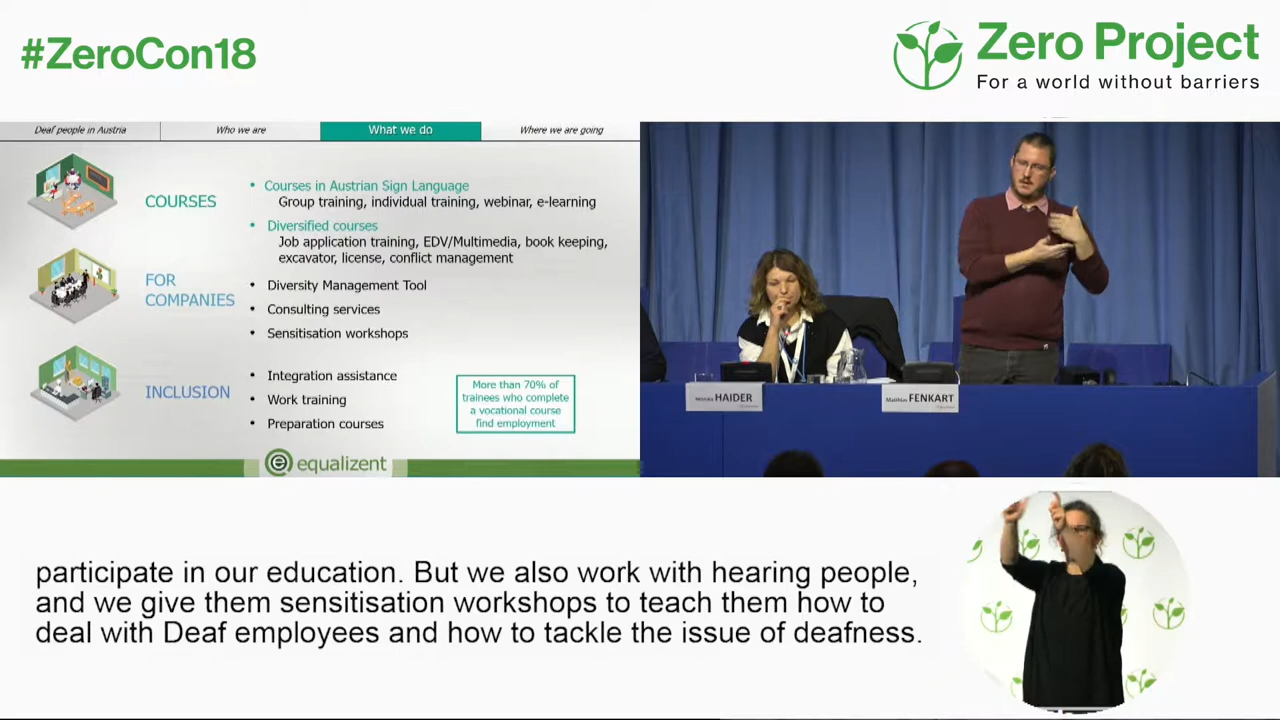 #ZeroCon18
Zero Project
For a world without barriers
Deaf people in Austria
Who we are
What we do
Where we are going
COURSES
• Courses in Austrian Sign Language
Group training, individual training, webinar, e-learning
• Diversified courses
Job application training, EDV/Multimedia, book keeping,
excavator, license, conflict management
FOR
COMPANIES
• Diversity Management Tool
• Consulting services
• Sensitisation workshops
INCLUSION
• Integration assistance
• Work training
• Preparation courses
More than 70% of
trainees who complete
a vocational course
find employment
equalizent
HAIDER
Matthias FENKART
participate in our education. But we also work with hearing people,
and we give them sensitisation workshops to teach them how to
deal with Deaf employees and how to tackle the issue of deafness.